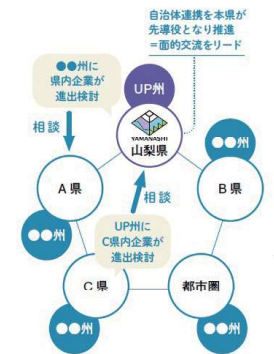 自治体連携を本県が
先導役となり推進
=面的交流をリード
●●州に
県内企業が
進出検討
UP州
YAMANASHI
山梨県
相談
●●州
A県
B県
相談
●●州
UP州に
C県内企業が
進出検討
C県
都市圏
●●州
●●州